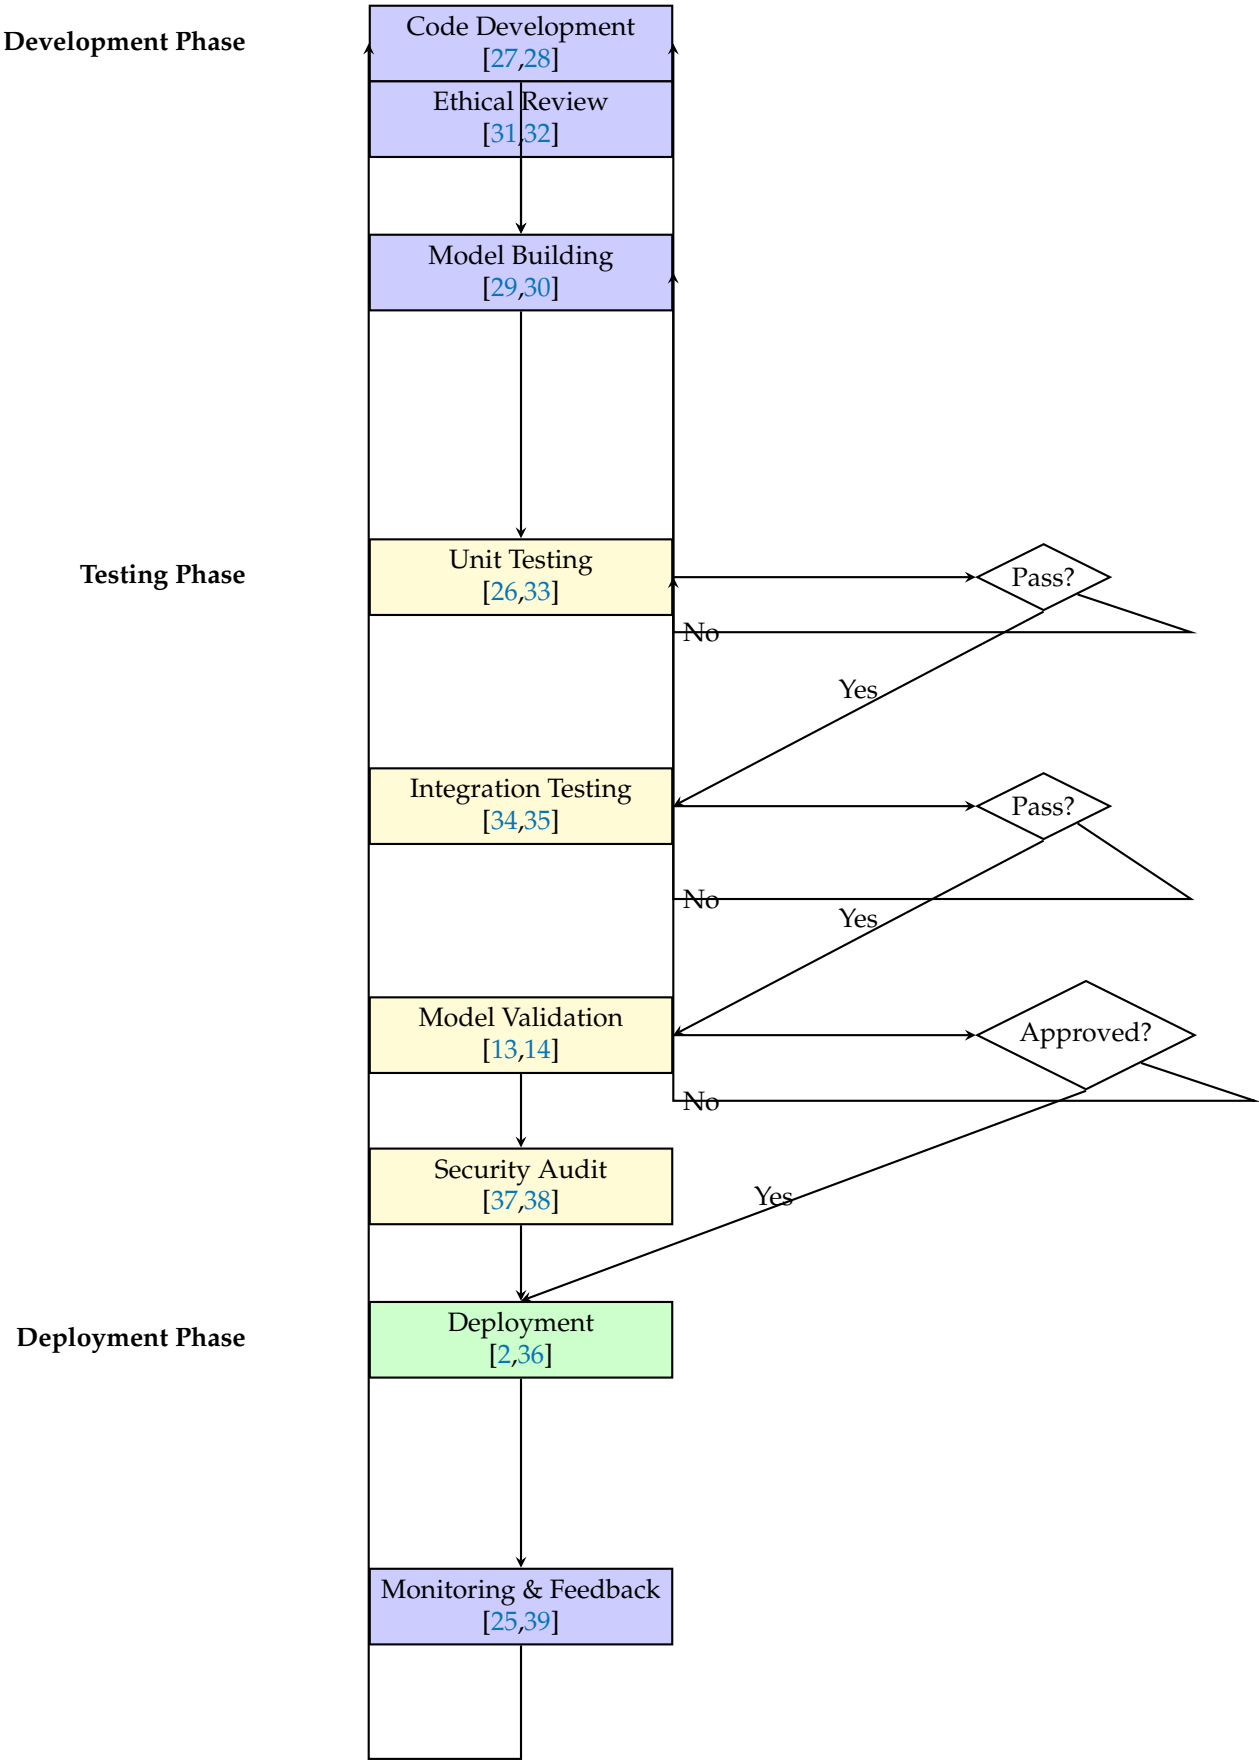 Development Phase
Code Development
[27,28]
Ethical Review
[31,32]
Model Building
[29,30]
Testing Phase
Unit Testing
[26,33]
Pass?
No
Yes
Integration Testing
[34,35]
Pass?
No
Yes
Model Validation
[13,14]
Approved?
No
Security Audit
[37,38]
Yes
Deployment Phase
Deployment
[2,36]
Monitoring & Feedback
[25,39]